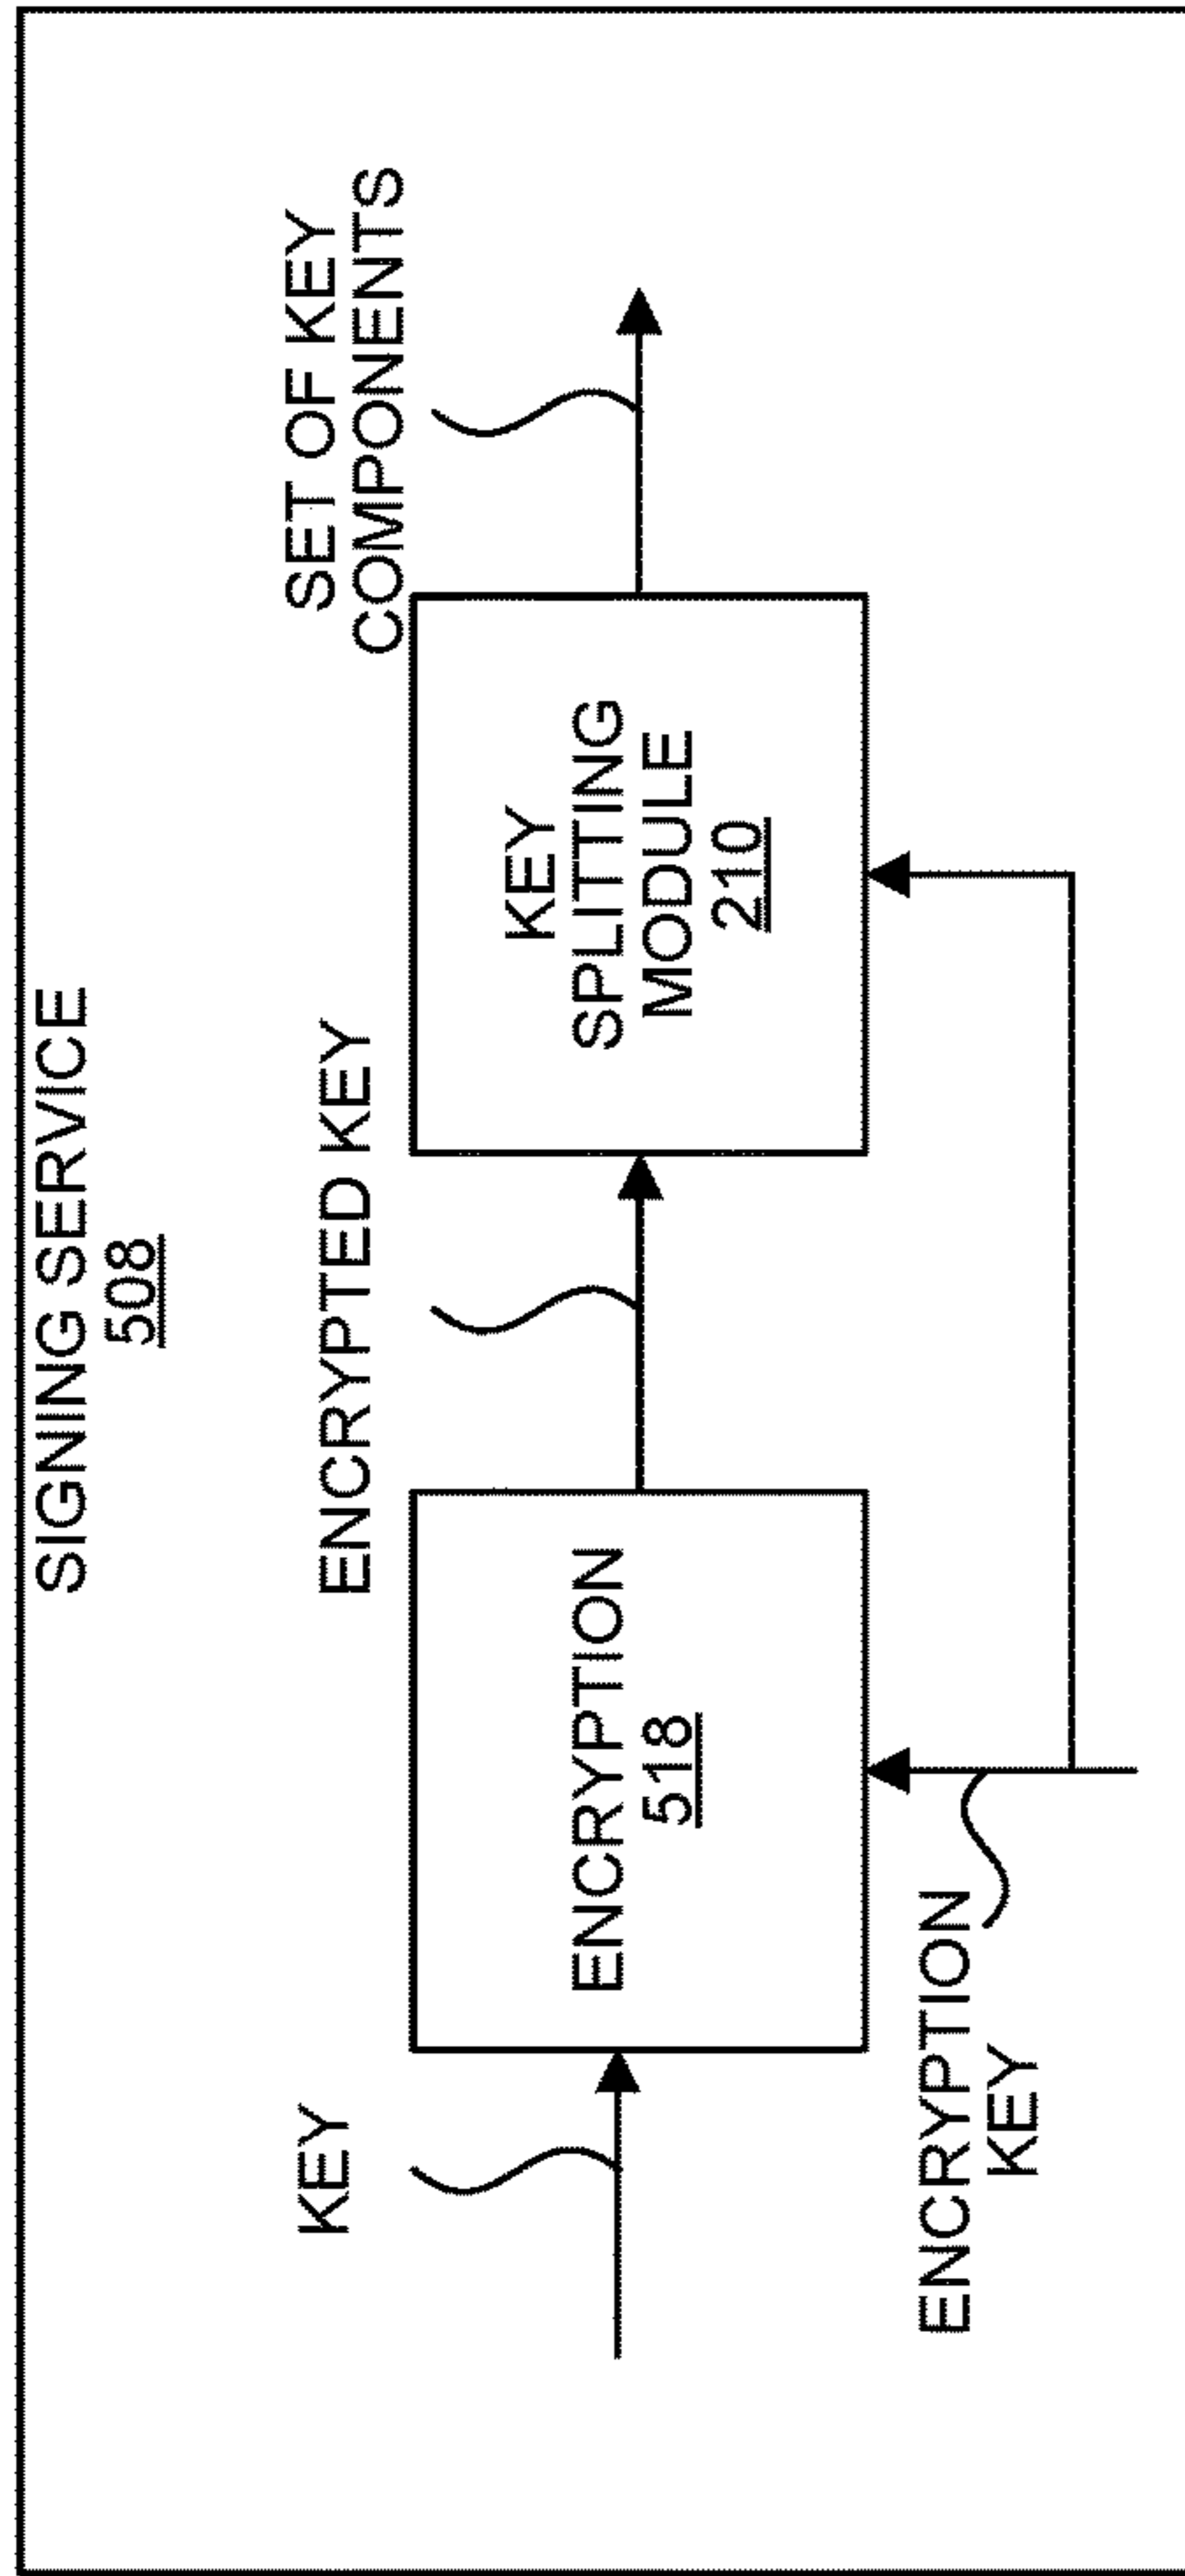 SIGNING SERVICE
508
KEY
ENCRYPTION
518
ENCRYPTED KEY
KEY
SPLITTING
MODULE
210
SET OF KEY
COMPONENTS
ENCRYPTION
KEY